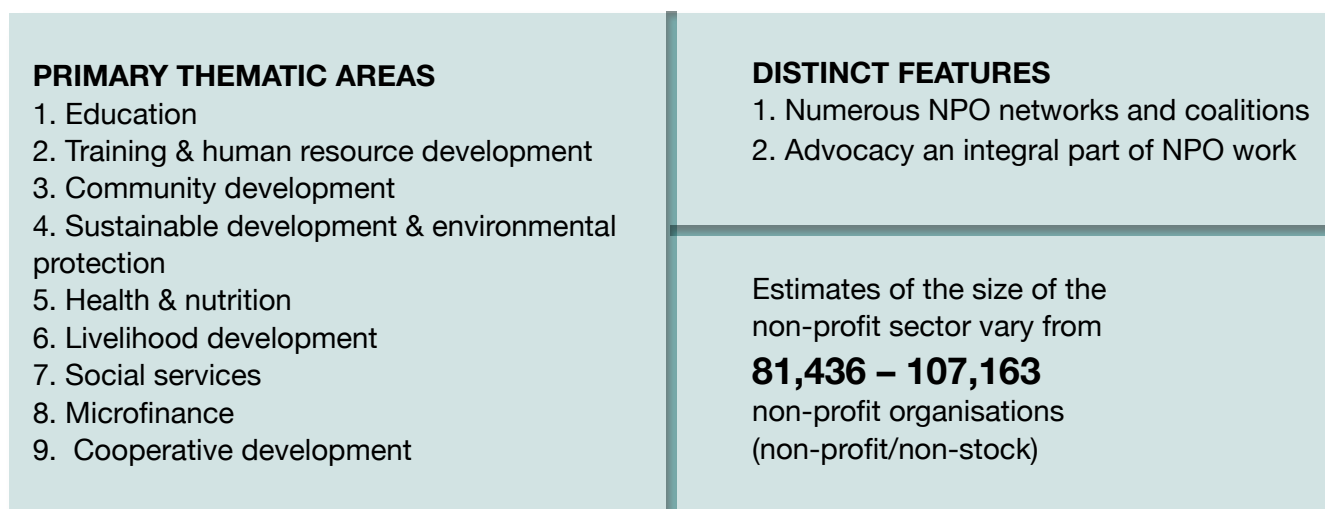 PRIMARY THEMATIC AREAS
1. Education
2. Training & human resource development
3. Community development
4. Sustainable development & environmental
protection
5. Health & nutrition
6. Livelihood development
7. Social services
8. Microfinance
9.  Cooperative development
DISTINCT FEATURES
1. Numerous NPO networks and coalitions
2. Advocacy an integral part of NPO work
Estimates of the size of the
non-profit sector vary from
81,436 – 107,163
non-profit organisations
(non-profit/non-stock)